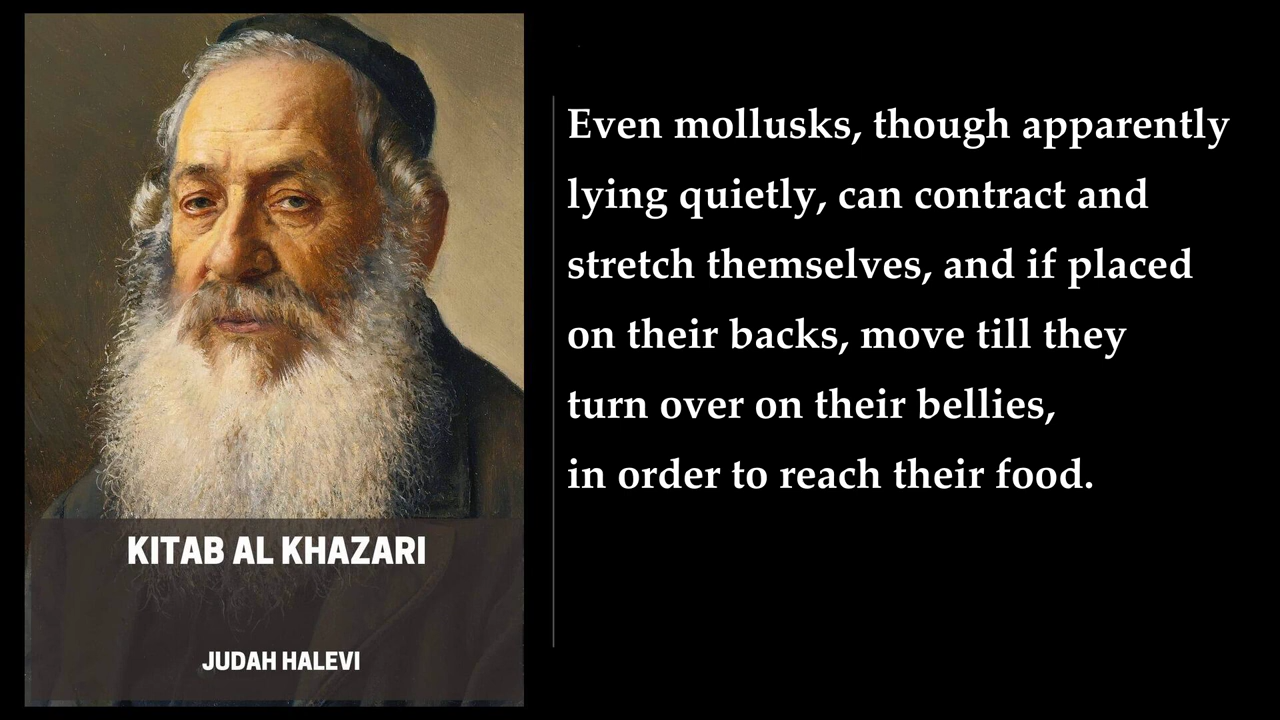 KITAB AL KHAZARI
JUDAH HALEVI
Even mollusks, though apparently
lying quietly, can contract and
stretch themselves, and if placed
on their backs, move till they
turn over on their bellies,
in order to reach their food.